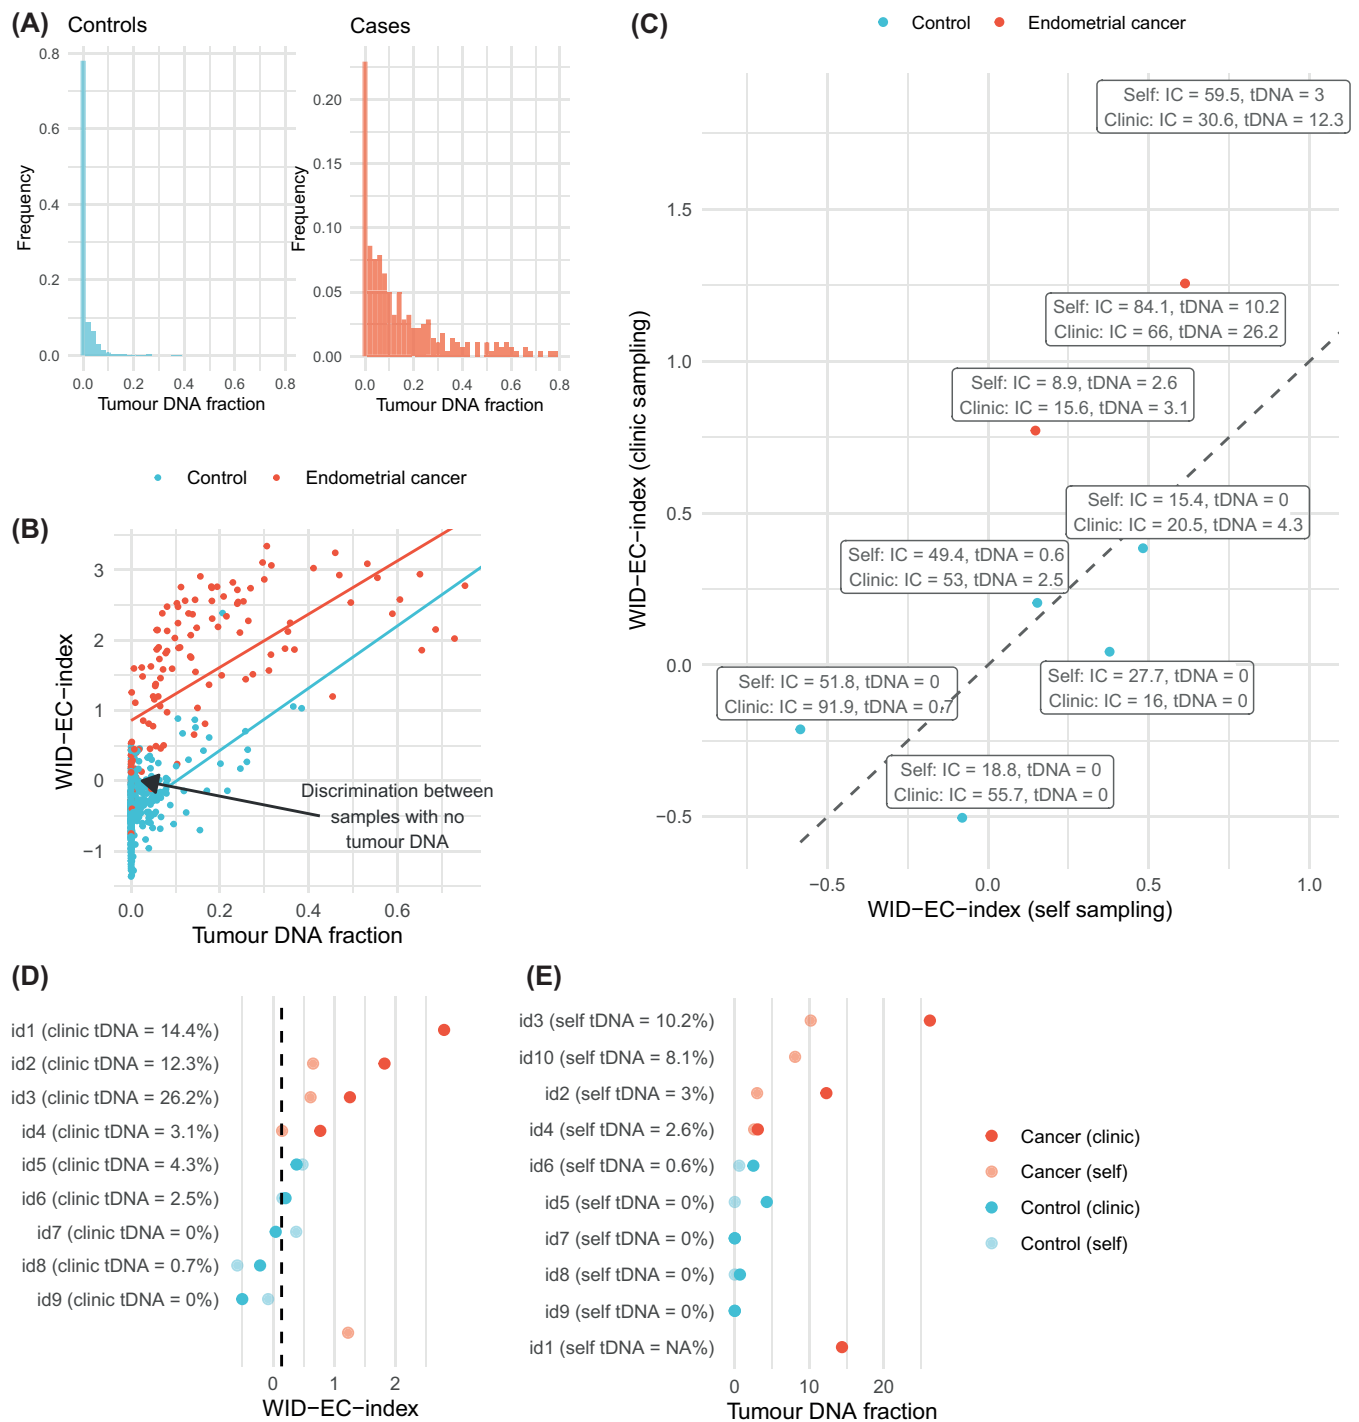 (A)
Controls
Cases
0.8
0.6
0.4
0.2
0.0
Frequency
0.0 0.2 0.4 0.6 0.8
Tumour DNA fraction
0.20
0.15
0.10
0.05
0.00
Frequency
0.0 0.2 0.4 0.6 0.8
Tumour DNA fraction
Control Endometrial cancer
(B)
3
2
1
0
−1
WID−EC−index
Discrimination between
samples with no
tumour DNA
0.0 0.2 0.4 0.6
Tumour DNA fraction
(C)
Control Endometrial cancer
Self: IC = 59.5, tDNA = 3
Clinic: IC = 30.6, tDNA = 12.3
1.5
Self: IC = 84.1, tDNA = 10.2
Clinic: IC = 66, tDNA = 26.2
1.0
Self: IC = 8.9, tDNA = 2.6
Clinic: IC = 15.6, tDNA = 3.1
Self: IC = 15.4, tDNA = 0
Clinic: IC = 20.5, tDNA = 4.3
0.5
Self: IC = 49.4, tDNA = 0.6
Clinic: IC = 53, tDNA = 2.5
0.0
Self: IC = 51.8, tDNA = 0
Clinic: IC = 91.9, tDNA = 0.7
Self: IC = 27.7, tDNA = 0
Clinic: IC = 16, tDNA = 0
Self: IC = 18.8, tDNA = 0
Clinic: IC = 55.7, tDNA = 0
−0.5
WID−EC−index (clinic sampling)
−0.5 0.0 0.5 1.0
WID−EC−index (self sampling)
(D)
id1 (clinic tDNA = 14.4%)
id2 (clinic tDNA = 12.3%)
id3 (clinic tDNA = 26.2%)
id4 (clinic tDNA = 3.1%)
id5 (clinic tDNA = 4.3%)
id6 (clinic tDNA = 2.5%)
id7 (clinic tDNA = 0%)
id8 (clinic tDNA = 0.7%)
id9 (clinic tDNA = 0%)
0 1 2
WID−EC−index
(E)
id3 (self tDNA = 10.2%)
id10 (self tDNA = 8.1%)
id2 (self tDNA = 3%)
id4 (self tDNA = 2.6%)
id6 (self tDNA = 0.6%)
id5 (self tDNA = 0%)
id7 (self tDNA = 0%)
id8 (self tDNA = 0%)
id9 (self tDNA = 0%)
id1 (self tDNA = NA%)
0 10 20
Tumour DNA fraction
Cancer (clinic)
Cancer (self)
Control (clinic)
Control (self)